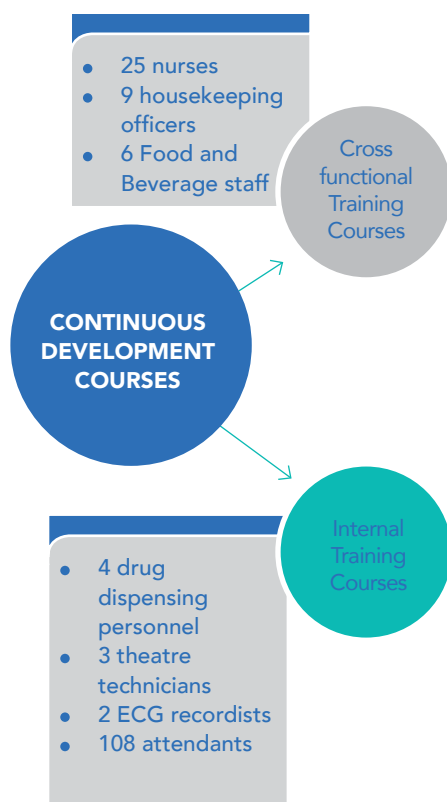 25 nurses
9 housekeeping
officers
6 Food and
Beverage staff
Cross
functional
Training
Courses
CONTINUOUS
DEVELOPMENT
COURSES
Internal
Training
Courses
4 drug
dispensing
personnel
3 theatre
technicians
2 ECG recordists
108 attendants